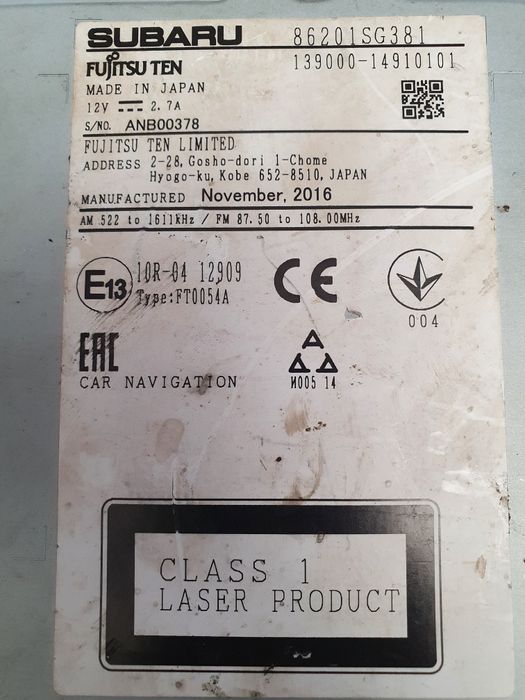 SUBARU 86201SG381
FUJITSU TEN 139000-14910101
MADE IN JAPAN
12V 2.7A
S/NO. ANB00378
FUJITSU TEN LIMITED
ADDRESS 2-28, Gosho-dori 1-Chome
Hyogo-ku, Kobe 652-8510, JAPAN
MANUFACTURED November, 2016
AM 522 to 1611kHz / FM 87.50 to 108.00MHz
E13 10R-04 12909
Type:FT0054A
CE
004
EAC
CAR NAVIGATION
M005 14
CLASS 1
LASER PRODUCT